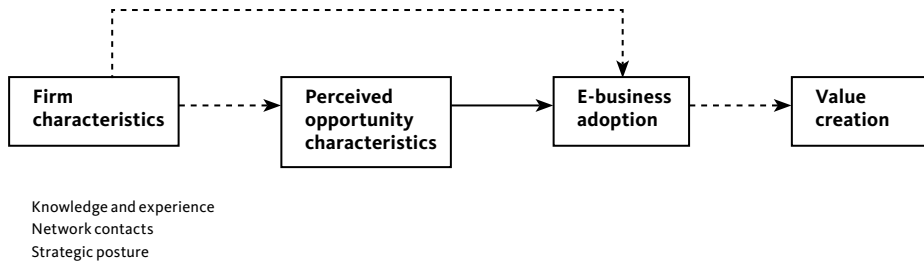 Firm
characteristics
Perceived
opportunity
characteristics
E-business
adoption
Value
creation
Knowledge and experience
Network contacts
Strategic posture